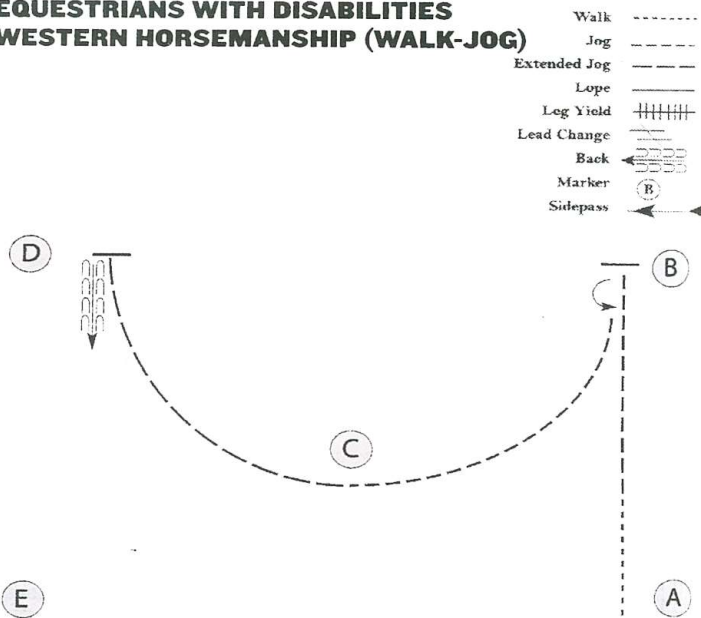 EQUESTRIANS WITH DISABILITIES
WESTERN HORSEMANSHIP (WALK-JOG)
Walk
Jog
Extended Jog
Lope
Leg Yield
Lead Change
Back
Marker
B
Sidepass
D
B
C
E
A